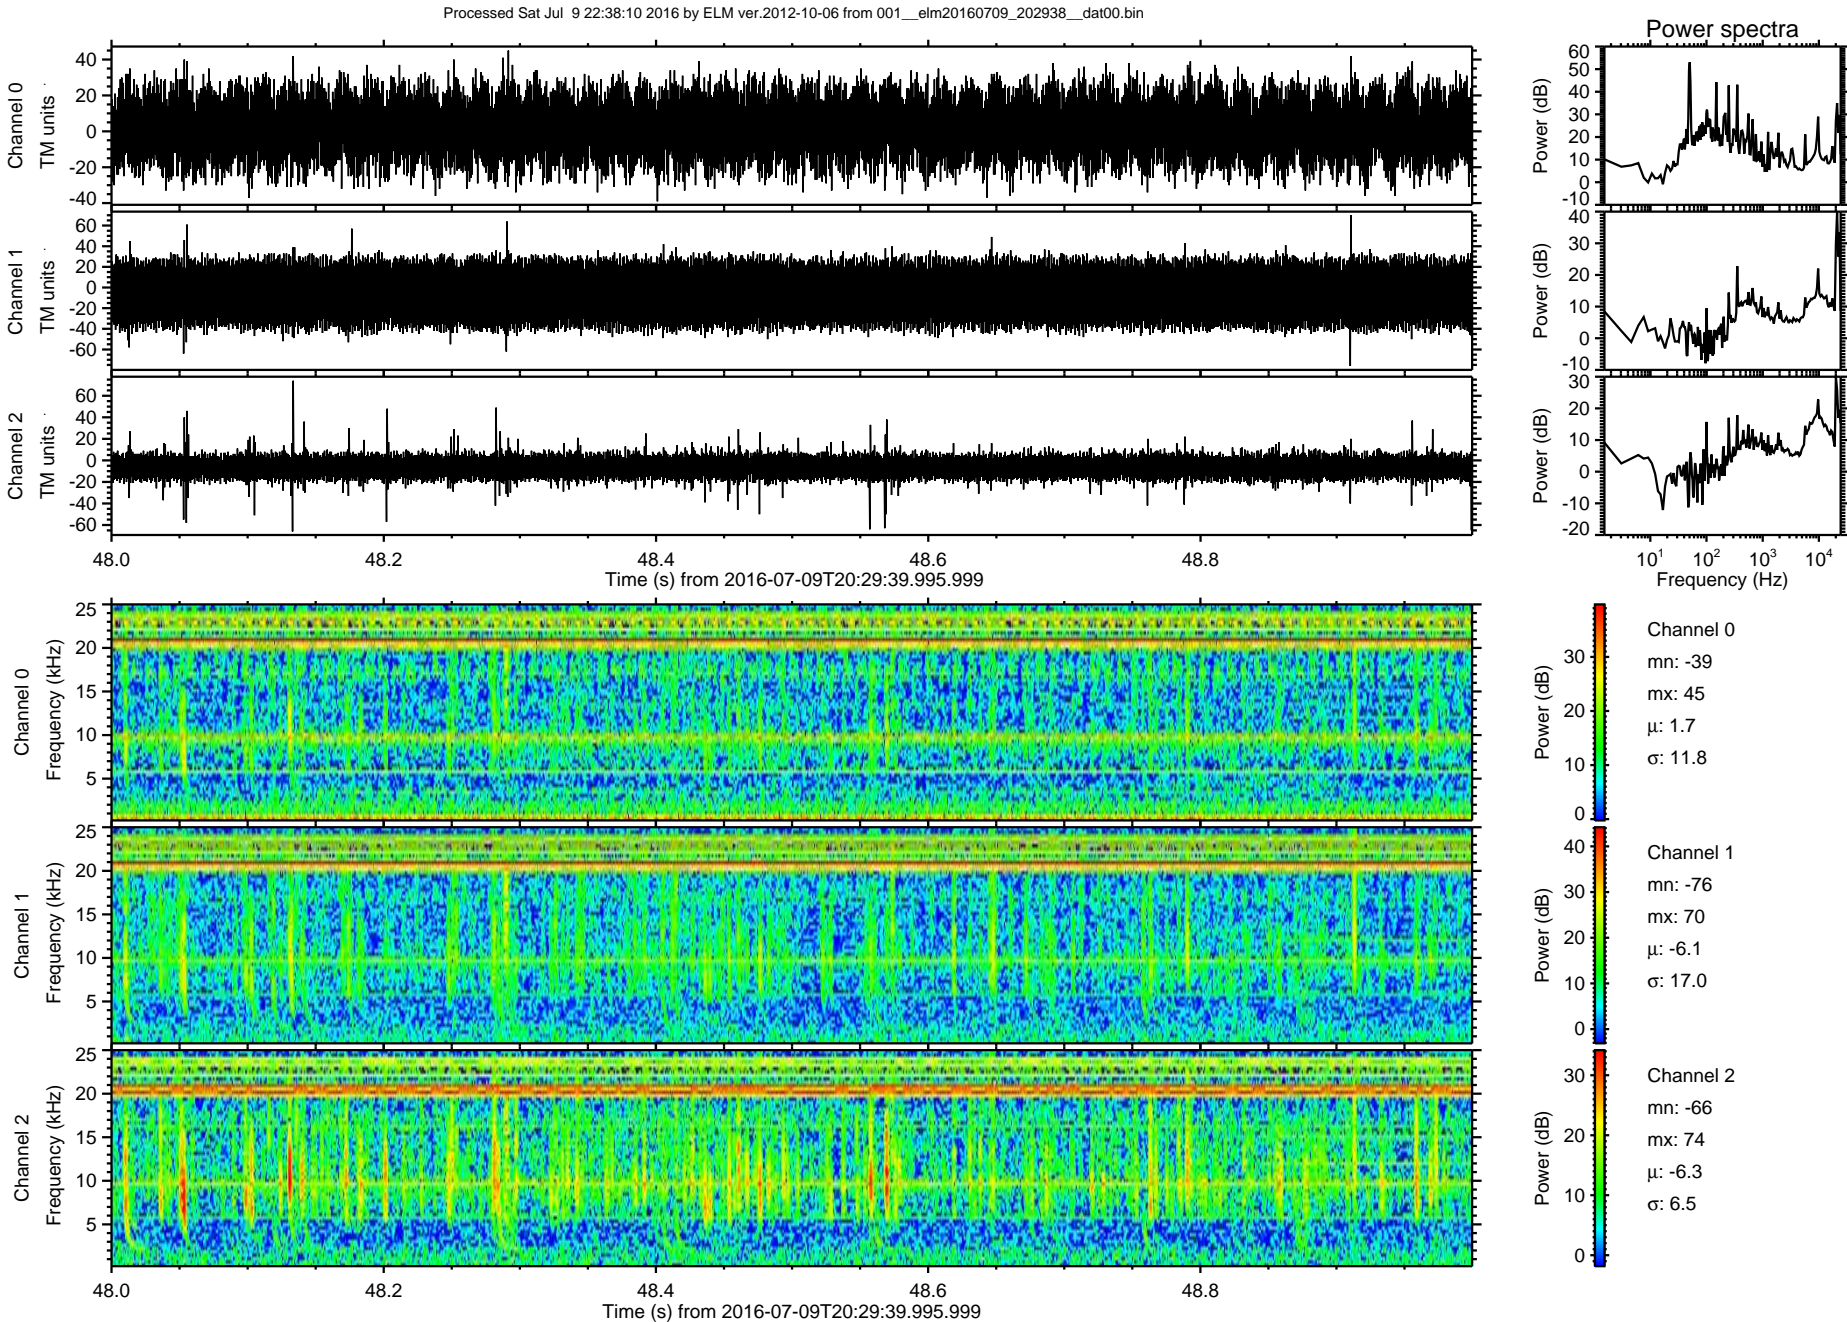 Processed Sat Jul 9 22:38:10 2016 by ELM ver.2012-10-06 from 001__elm20160709_202938__dat00.bin
Power spectra
Channel 0
TM units
40
20
0
-20
-40
Power (dB)
60
50
40
30
20
10
0
-10
Channel 1
TM units
60
40
20
0
-20
-40
-60
Power (dB)
40
30
20
10
0
-10
Channel 2
TM units
60
40
20
0
-20
-40
-60
Power (dB)
30
20
10
0
-10
-20
48.0 48.2 48.4 48.6 48.8
Time (s) from 2016-07-09T20:29:39.995.999
10^1 10^2 10^3 10^4
Frequency (Hz)
Channel 0
Frequency (kHz)
25
20
15
10
5
Power (dB)
30
20
10
0
Channel 0
mn: -39
mx: 45
μ: 1.7
σ: 11.8
Channel 1
Frequency (kHz)
25
20
15
10
5
Power (dB)
40
30
20
10
0
Channel 1
mn: -76
mx: 70
μ: -6.1
σ: 17.0
Channel 2
Frequency (kHz)
25
20
15
10
5
Power (dB)
30
20
10
0
Channel 2
mn: -66
mx: 74
μ: -6.3
σ: 6.5
48.0 48.2 48.4 48.6 48.8
Time (s) from 2016-07-09T20:29:39.995.999